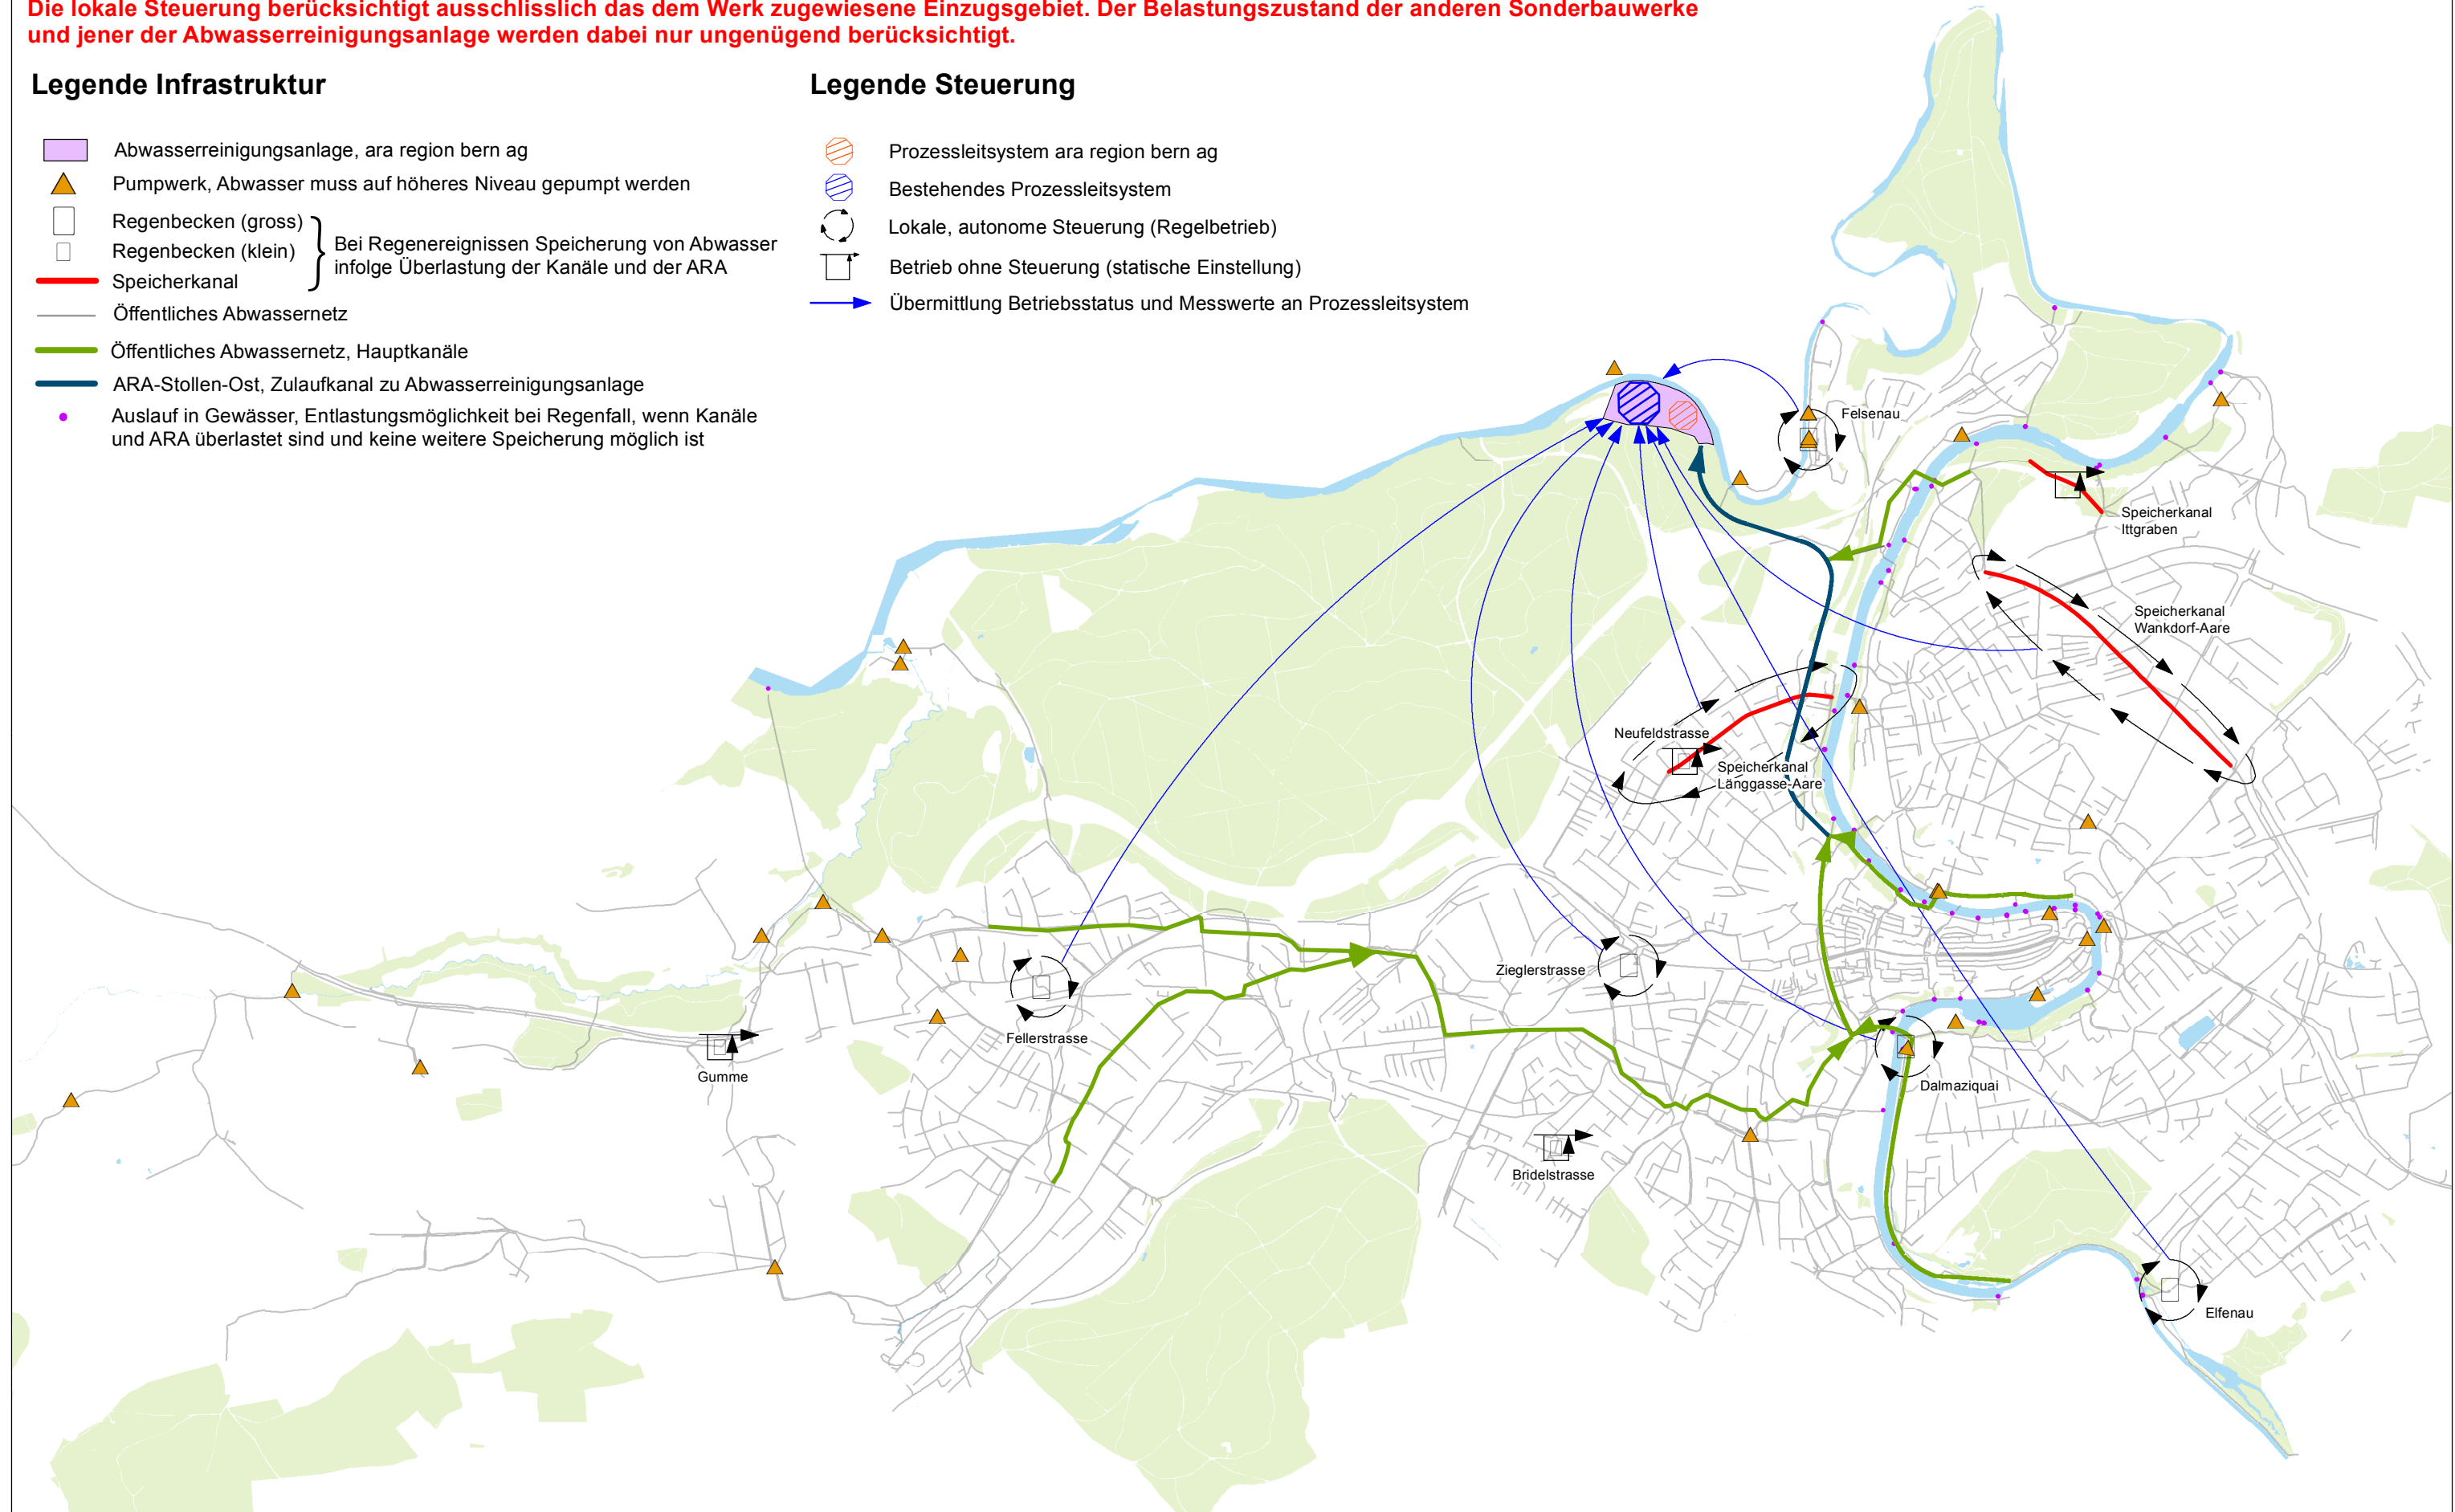 Die lokale Steuerung berücksichtigt ausschlisslich das dem Werk zugewiesene Einzugsgebiet. Der Belastungszustand der anderen Sonderbauwerke
und jener der Abwasserreinigungsanlage werden dabei nur ungenügend berücksichtigt.
Legende Infrastruktur
Abwasserreinigungsanlage, ara region bern ag
Pumpwerk, Abwasser muss auf höheres Niveau gepumpt werden
Regenbecken (gross)
Regenbecken (klein)
Bei Regenereignissen Speicherung von Abwasser
infolge Überlastung der Kanäle und der ARA
Speicherkanal
Öffentliches Abwassernetz
Öffentliches Abwassernetz, Hauptkanäle
ARA-Stollen-Ost, Zulaufkanal zu Abwasserreinigungsanlage
Auslauf in Gewässer, Entlastungsmöglichkeit bei Regenfall, wenn Kanäle
und ARA überlastet sind und keine weitere Speicherung möglich ist
Legende Steuerung
Prozessleitsystem ara region bern ag
Bestehendes Prozessleitsystem
Lokale, autonome Steuerung (Regelbetrieb)
Betrieb ohne Steuerung (statische Einstellung)
Übermittlung Betriebsstatus und Messwerte an Prozessleitsystem
Felsenau
Speicherkanal
Ittgraben
Speicherkanal
Wankdorf-Aare
Neufeldstrasse
Speicherkanal
Länggasse-Aare
Zieglerstrasse
Fellerstrasse
Gumme
Dalmaziquai
Bridelstrasse
Elfenau